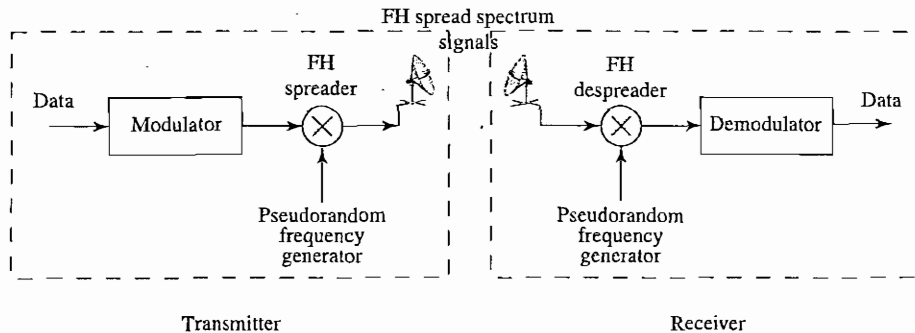 FH spread spectrum
signals
FH
spreader
Data
Modulator
Pseudorandom
frequency
generator
Transmitter
FH
despreader
Data
Demodulator
Pseudorandom
frequency
generator
Receiver